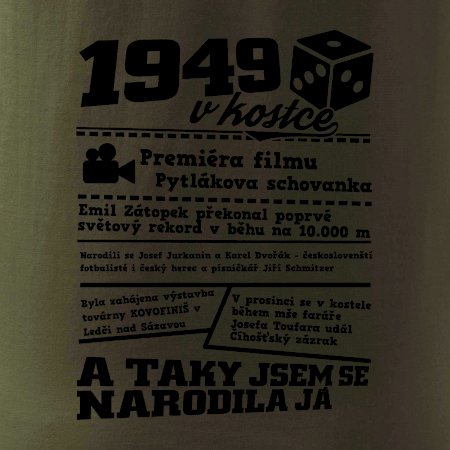 1949
v kostce
Premiéra filmu
Pytlákova schovanka
Emil Zátopek překonal poprvé
světový rekord v běhu na 10.000 m
Narodili se Josef Jurkanin a Karel Dvořák - českoslovenští
fotbalisté i český herec a písničkář Jiří Schmitzer
Byla zahájena výstavba
továrny KOVOFINIŠ v
Ledči nad Sázavou
V prosinci se v kostele
během mše faráře
Josefa Toufara udál
Číhošťský zázrak
A TAKY JSEM SE
NARODILA JÁ